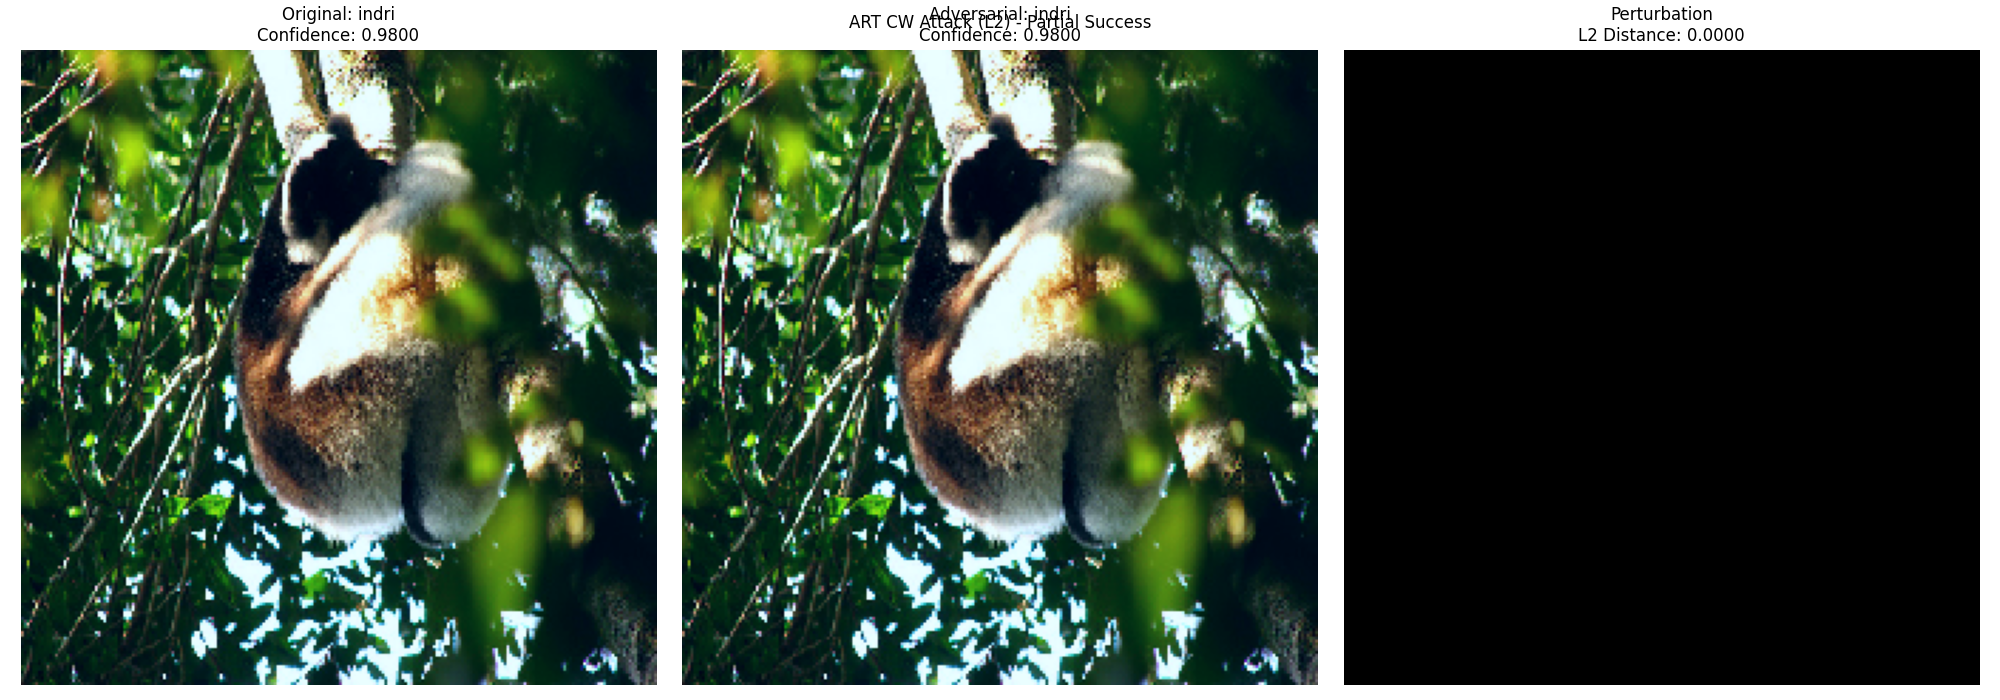 Original: indri
Confidence: 0.9800
ART CW Attack (L2) - Partial Success
Adversarial: indri
Confidence: 0.9800
Perturbation
L2 Distance: 0.0000